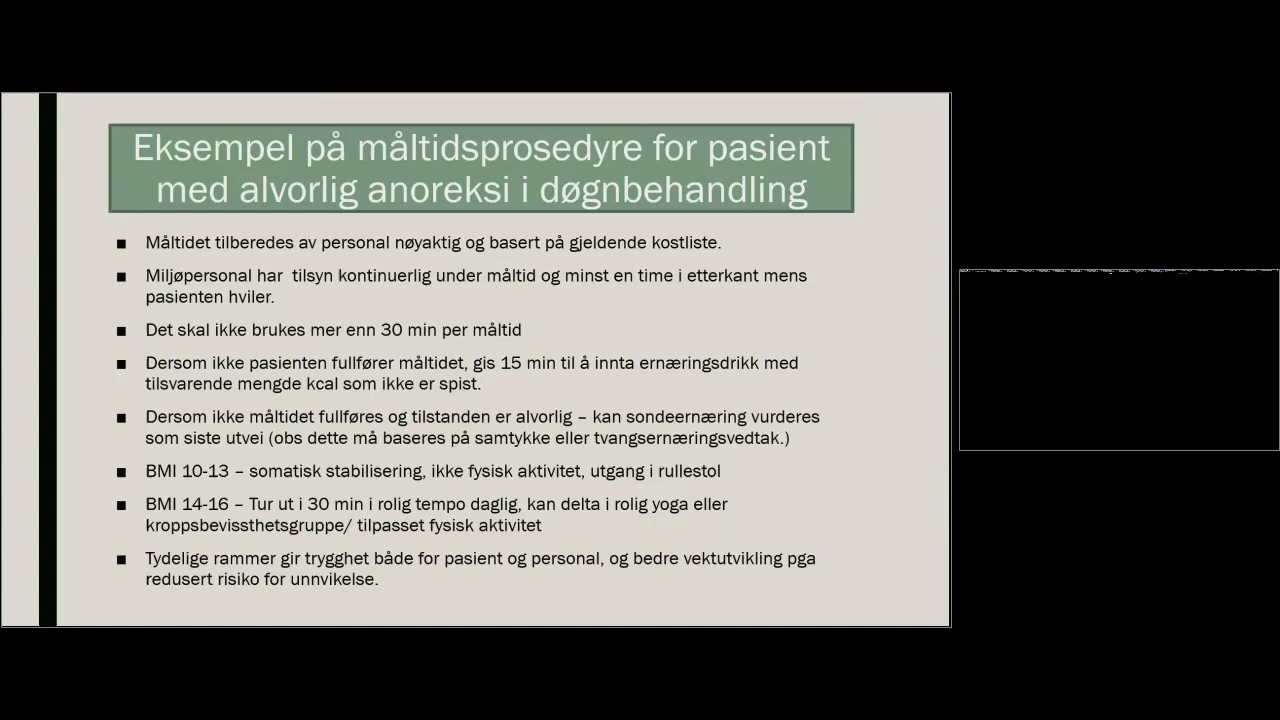 Eksempel på måltidsprosedyre for pasient
med alvorlig anoreksi i døgnbehandling
▪ Måltidet tilberedes av personal nøyaktig og basert på gjeldende kostliste.
▪ Miljøpersonal har  tilsyn kontinuerlig under måltid og minst en time i etterkant mens
pasienten hviler.
▪ Det skal ikke brukes mer enn 30 min per måltid
▪ Dersom ikke pasienten fullfører måltidet, gis 15 min til å innta ernæringsdrikk med
tilsvarende mengde kcal som ikke er spist.
▪ Dersom ikke måltidet fullføres og tilstanden er alvorlig – kan sondeernæring vurderes
som siste utvei (obs dette må baseres på samtykke eller tvangsernæringsvedtak.)
▪ BMI 10-13 – somatisk stabilisering, ikke fysisk aktivitet, utgang i rullestol
▪ BMI 14-16 – Tur ut i 30 min i rolig tempo daglig, kan delta i rolig yoga eller
kroppsbevissthetsgruppe/ tilpasset fysisk aktivitet
▪ Tydelige rammer gir trygghet både for pasient og personal, og bedre vektutvikling pga
redusert risiko for unnvikelse.